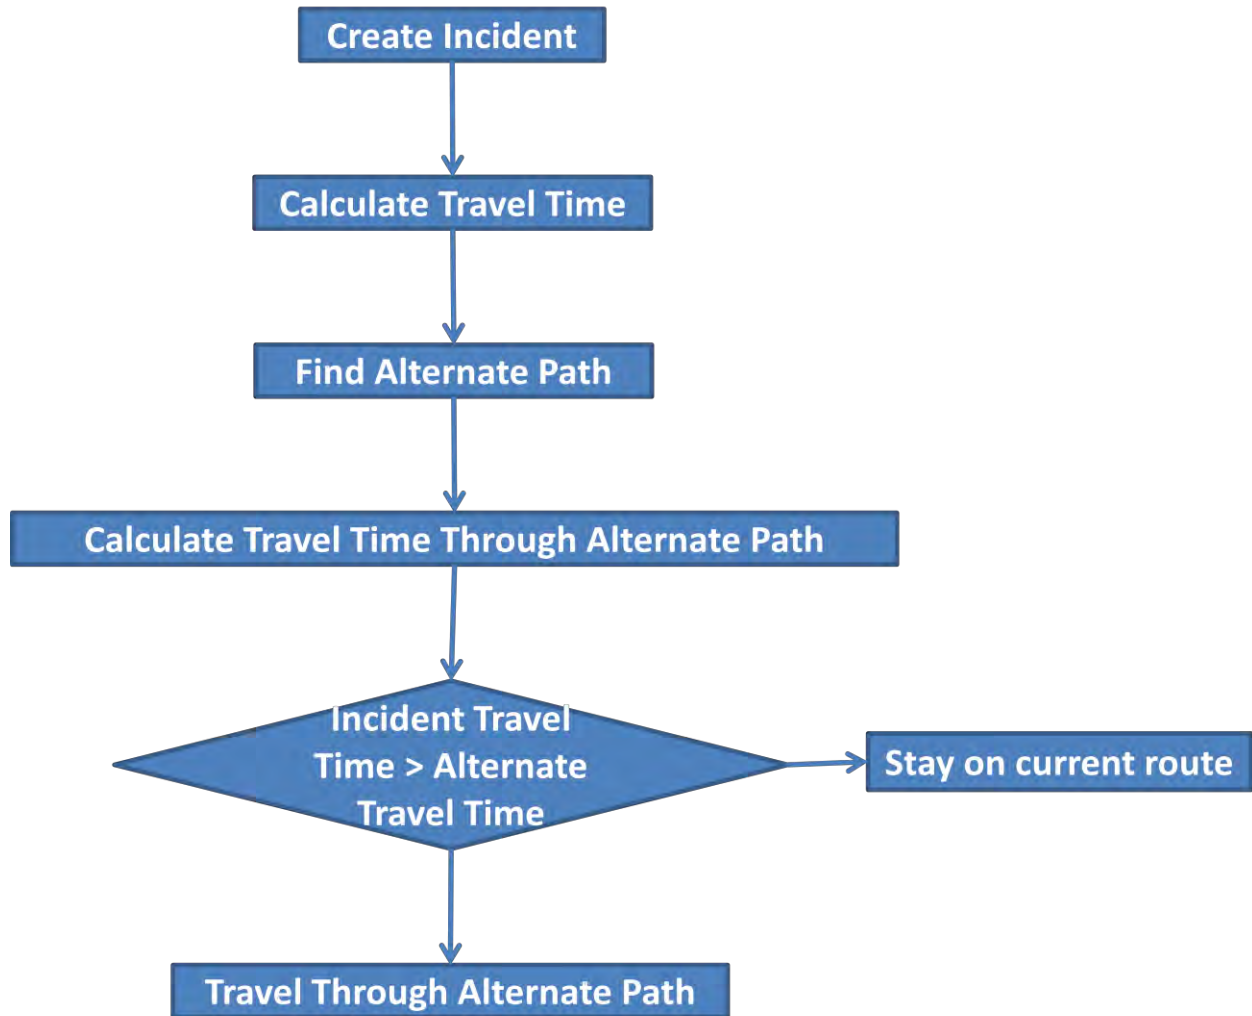 Create Incident
Calculate Travel Time
Find Alternate Path
Calculate Travel Time Through Alternate Path
Incident Travel
Time > Alternate
Travel Time
Stay on current route
Travel Through Alternate Path